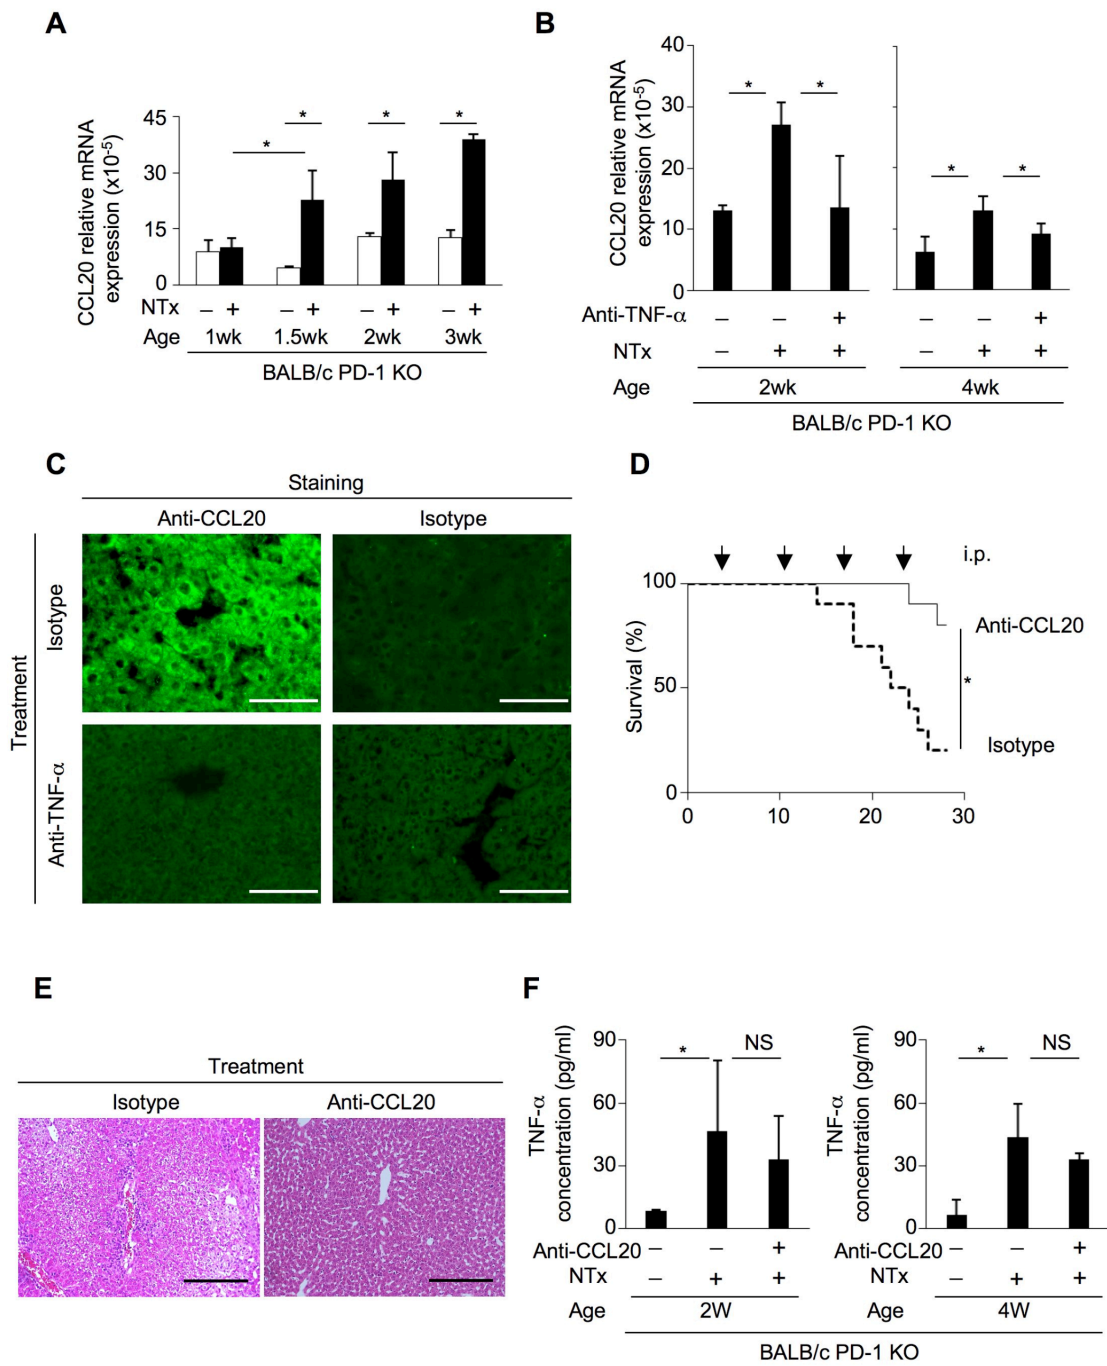 A
CCL20 relative mRNA
expression (x10-5)
45
30
15
0
*
*
*
*
NTx
– + – + – + – +
Age 1wk 1.5wk 2wk 3wk
BALB/c PD-1 KO
B
CCL20 relative mRNA
expression (x10-5)
40
30
20
10
0
* *
* *
Anti-TNF-α – – + – – +
NTx – + + – + +
Age 2wk 4wk
BALB/c PD-1 KO
C
Staining
Anti-CCL20 Isotype
Treatment
Isotype
Anti-TNF-α
D
i.p.
Survival (%)
100
50
0
0 10 20 30
Anti-CCL20
*
Isotype
E
Treatment
Isotype Anti-CCL20
F
TNF-α
concentration (pg/ml)
90
60
30
0
* NS
Anti-CCL20 – – +
NTx – + +
Age 2W
TNF-α
concentration (pg/ml)
90
60
30
0
* NS
Anti-CCL20 – – +
NTx – + +
Age 4W
BALB/c PD-1 KO